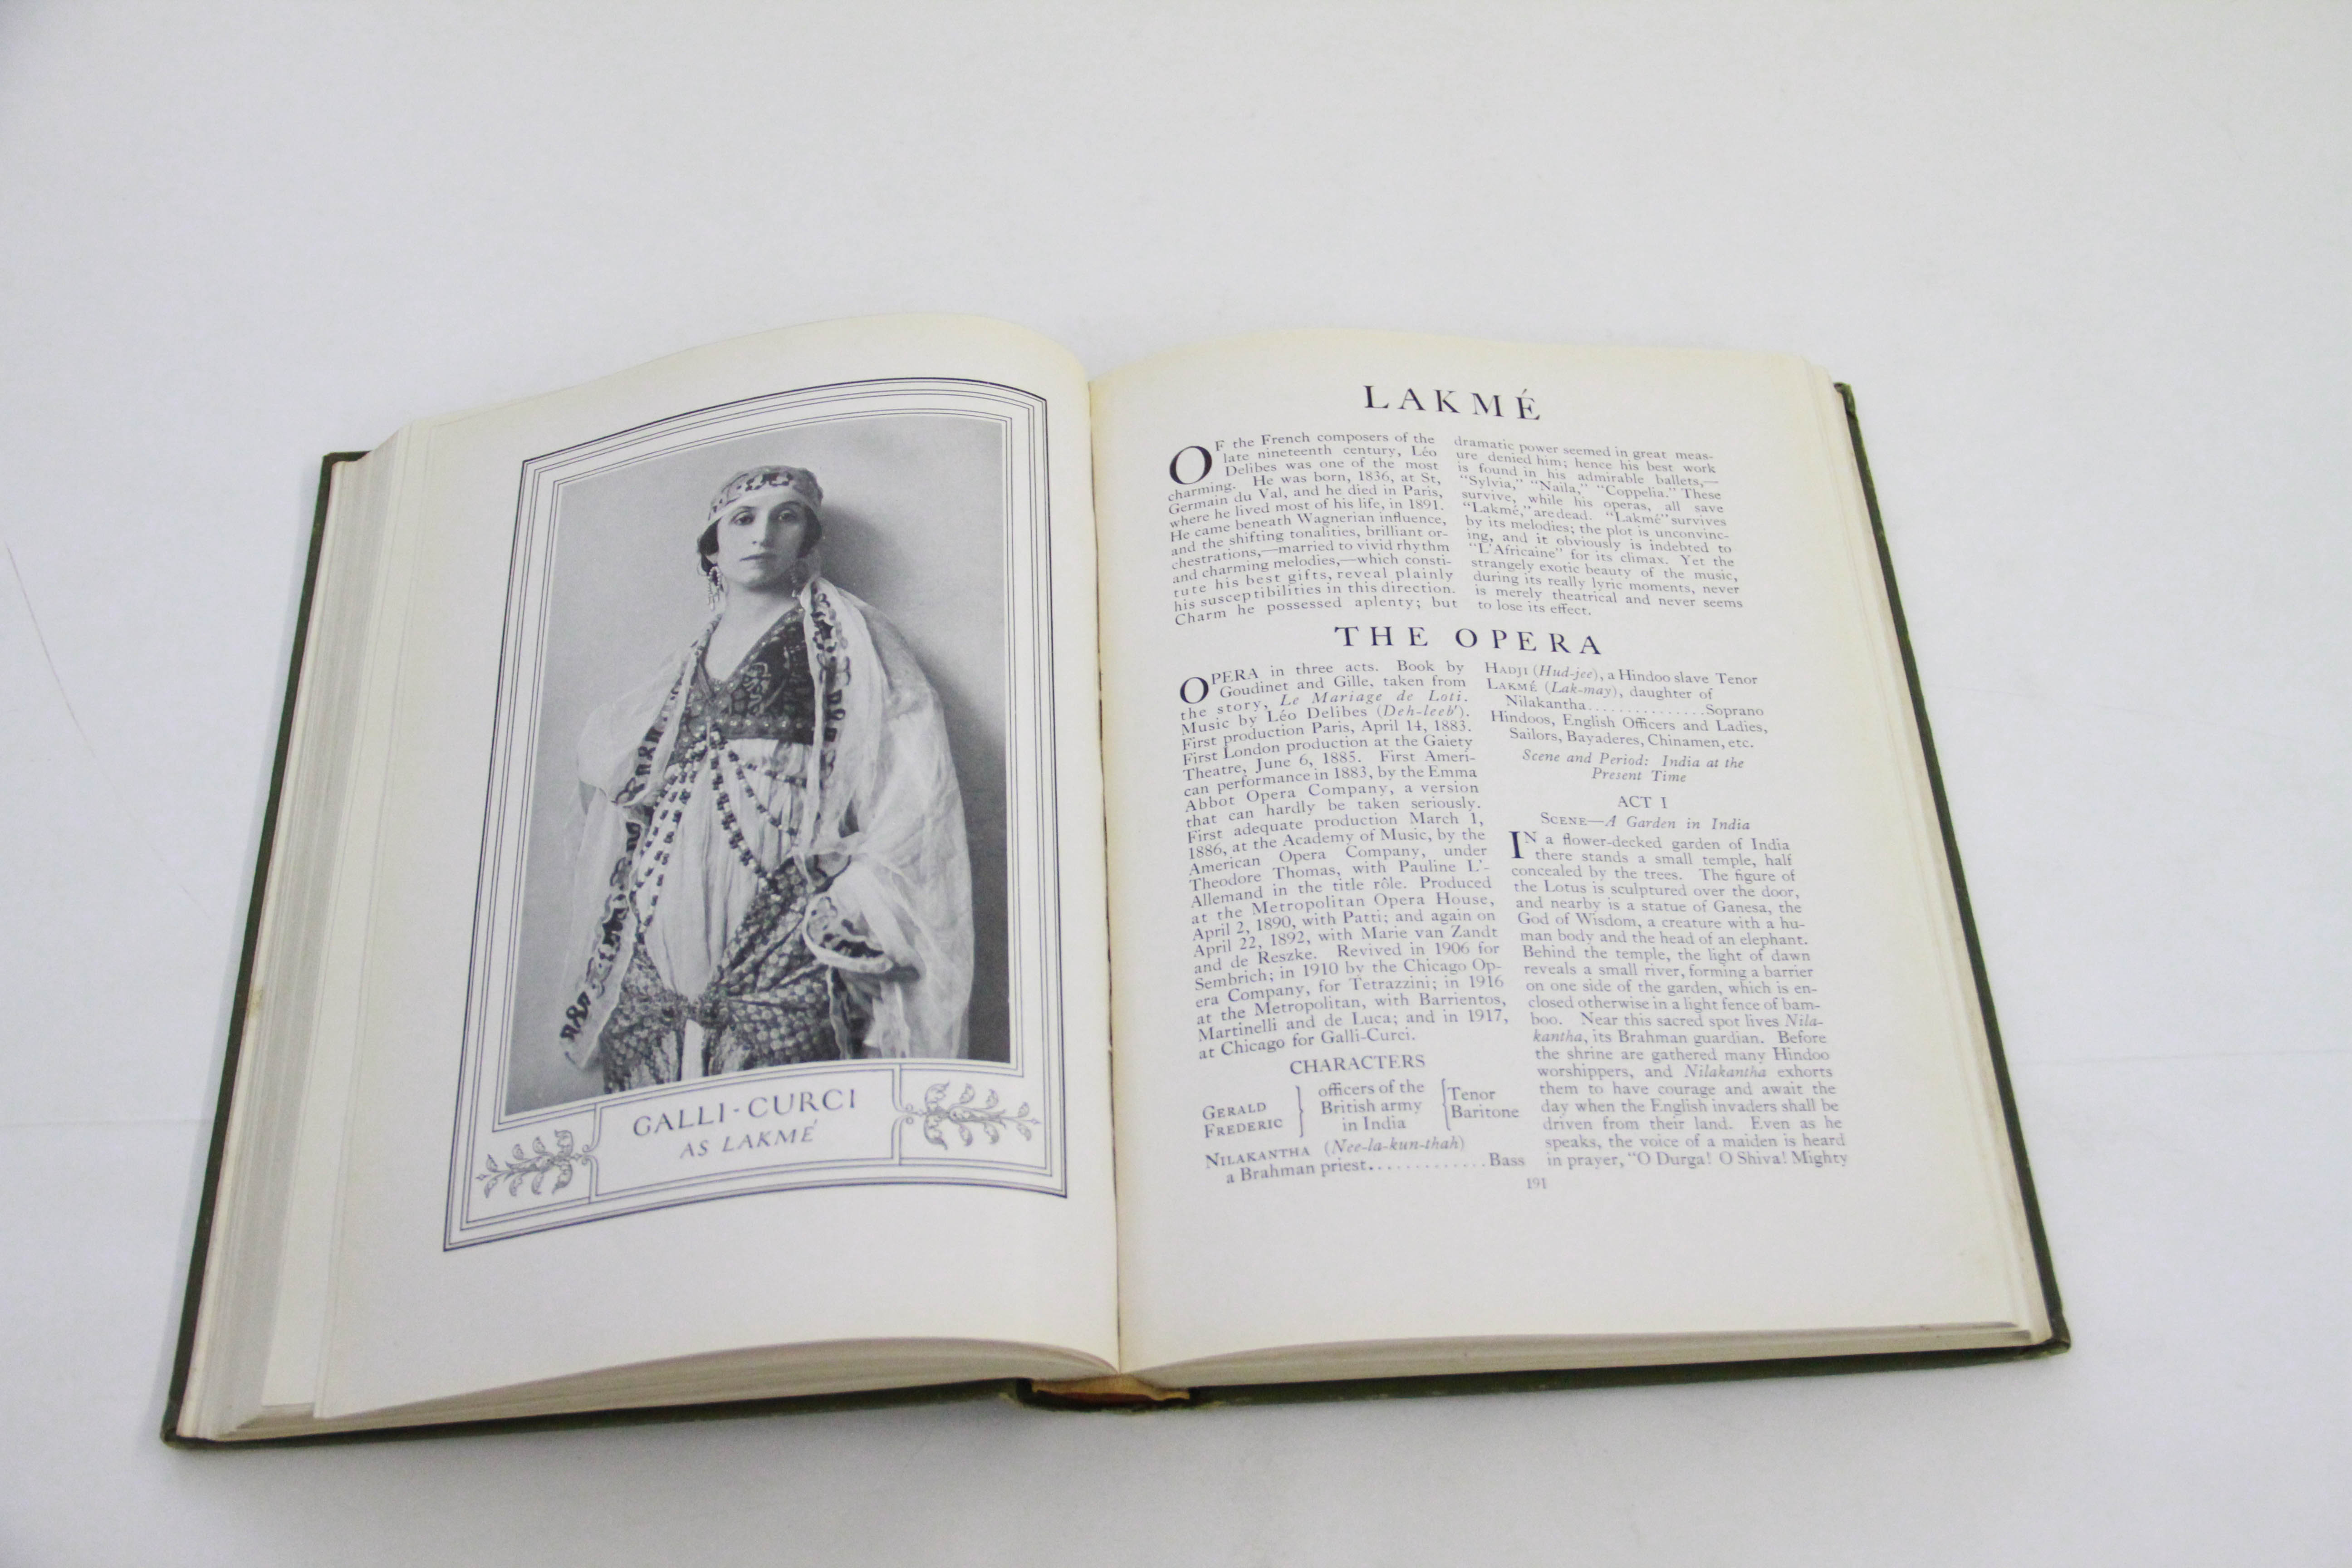 GALLI-CURCI
AS LAKMÉ
LAKMÉ
OF the French composers of the
late nineteenth century, Léo
Delibes was one of the most
charming. He was born, 1836, at St,
Germain du Val, and he died in Paris,
where he lived most of his life, in 1891.
He came beneath Wagnerian influence,
and the shifting tonalities, brilliant or-
chestrations,—married to vivid rhythm
and charming melodies,—which consti-
tute his best gifts, reveal plainly
his susceptibilities in this direction.
Charm he possessed aplenty; but
dramatic power seemed in great meas-
ure denied him; hence his best work
is found in his admirable ballets,—
"Sylvia," "Naila," "Coppelia." These
survive, while his operas, all save
"Lakmé," are dead. "Lakmé" survives
by its melodies; the plot is unconvinc-
ing, and it obviously is indebted to
"L'Africaine" for its climax. Yet the
strangely exotic beauty of the music,
during its really lyric moments, never
is merely theatrical and never seems
to lose its effect.
THE OPERA
OPERA in three acts. Book by
Goudinet and Gille, taken from
the story, Le Mariage de Loti.
Music by Léo Delibes (Deh-leeb').
First production Paris, April 14, 1883.
First London production at the Gaiety
Theatre, June 6, 1885. First Ameri-
can performance in 1883, by the Emma
Abbot Opera Company, a version
that can hardly be taken seriously.
First adequate production March 1,
1886, at the Academy of Music, by the
American Opera Company, under
Theodore Thomas, with Pauline L'-
Allemand in the title rôle. Produced
at the Metropolitan Opera House,
April 2, 1890, with Patti; and again on
April 22, 1892, with Marie van Zandt
and de Reszke. Revived in 1906 for
Sembrich; in 1910 by the Chicago Op-
era Company, for Tetrazzini; in 1916
at the Metropolitan, with Barrientos,
Martinelli and de Luca; and in 1917,
at Chicago for Galli-Curci.
CHARACTERS
GERALD officers of the Tenor
FREDERIC British army Baritone
in India
NILAKANTHA (Nee-la-kun-thah)
a Brahman priest.............Bass
HADJI (Hud-jee), a Hindoo slave Tenor
LAKMÉ (Lak-may), daughter of
Nilakantha...............Soprano
Hindoos, English Officers and Ladies,
Sailors, Bayaderes, Chinamen, etc.
Scene and Period: India at the
Present Time
ACT I
SCENE—A Garden in India
IN a flower-decked garden of India
there stands a small temple, half
concealed by the trees. The figure of
the Lotus is sculptured over the door,
and nearby is a statue of Ganesa, the
God of Wisdom, a creature with a hu-
man body and the head of an elephant.
Behind the temple, the light of dawn
reveals a small river, forming a barrier
on one side of the garden, which is en-
closed otherwise in a light fence of bam-
boo. Near this sacred spot lives Nila-
kantha, its Brahman guardian. Before
the shrine are gathered many Hindoo
worshippers, and Nilakantha exhorts
them to have courage and await the
day when the English invaders shall be
driven from their land. Even as he
speaks, the voice of a maiden is heard
in prayer, "O Durga! O Shiva! Mighty
191